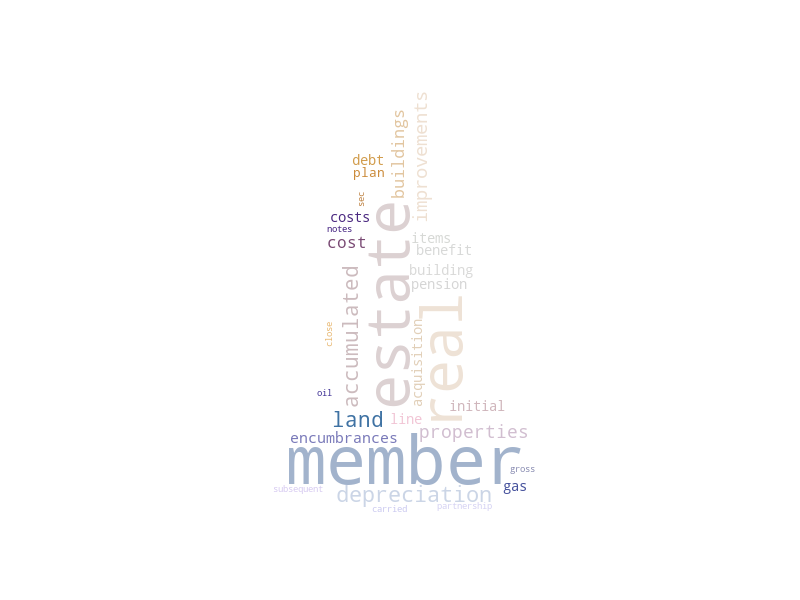 improvements
buildings
debt
plan
sec
estate
costs
notes
cost
items
benefit
building
pension
accumulated
real
acquisition
close
oil
initial
land
line
properties
encumbrances
member
gross
gas
subsequent
depreciation
partnership
carried